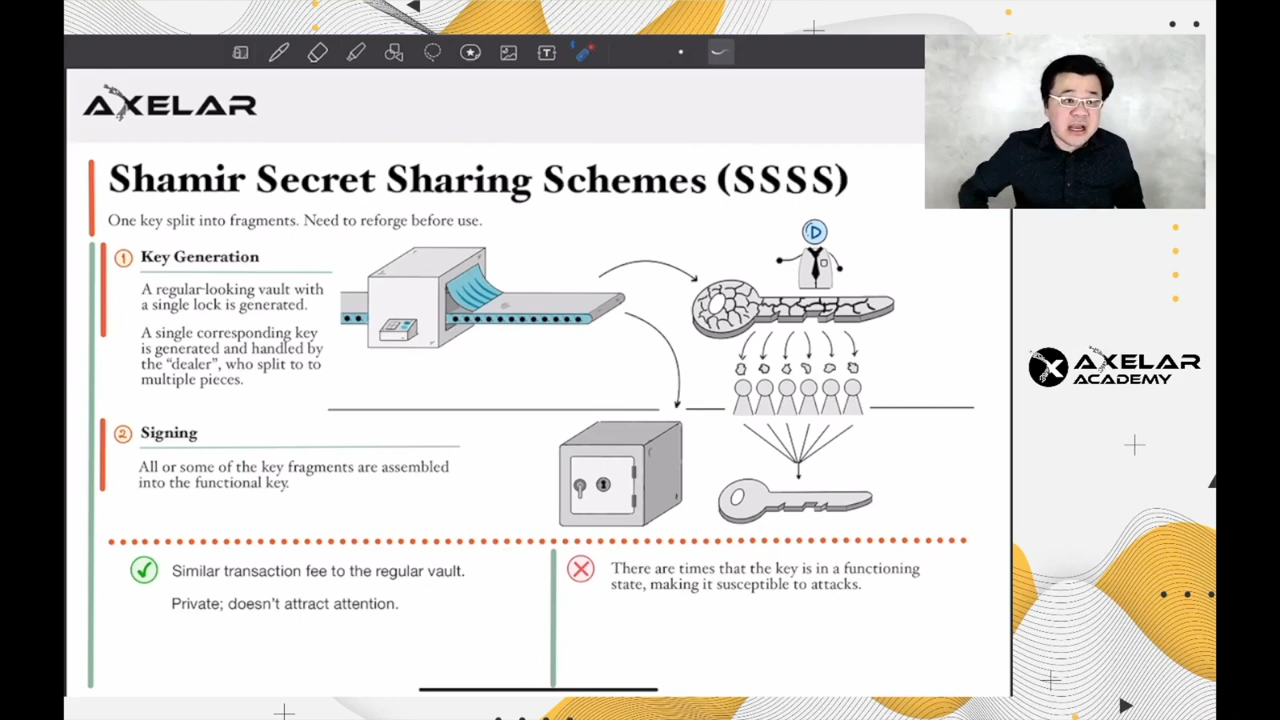 AXELAR
Shamir Secret Sharing Schemes (SSSS)
One key split into fragments. Need to reforge before use.
1 Key Generation
A regular-looking vault with
a single lock is generated.
A single corresponding key
is generated and handled by
the “dealer”, who split to to
multiple pieces.
D
2 Signing
All or some of the key fragments are assembled
into the functional key.
Similar transaction fee to the regular vault.
Private; doesn’t attract attention.
There are times that the key is in a functioning
state, making it susceptible to attacks.
AXELAR
ACADEMY